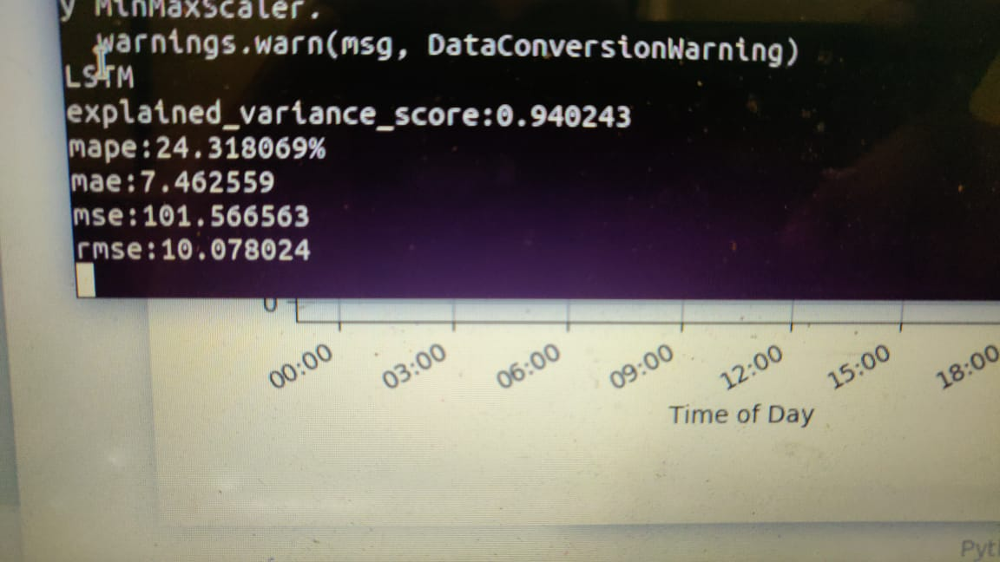 y MinMaxScaler.
warnings.warn(msg, DataConversionWarning)
LSTM
explained_variance_score:0.940243
mape:24.318069%
mae:7.462559
mse:101.566563
rmse:10.078024
0
00:00 03:00 06:00 09:00 12:00 15:00 18:00
Time of Day
Pyt